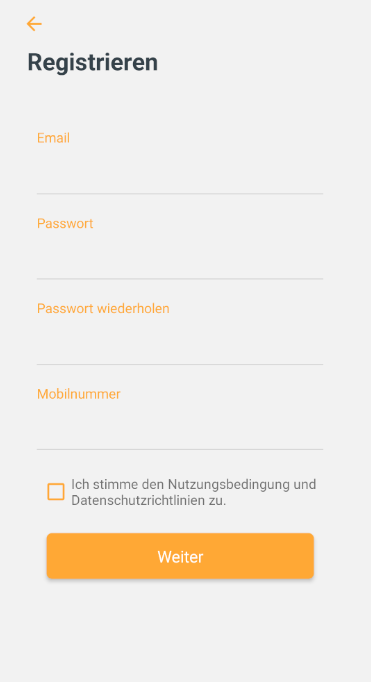 Registrieren
Email
Passwort
Passwort wiederholen
Mobilnummer
Ich stimme den Nutzungsbedingung und
Datenschutzrichtlinien zu.
Weiter